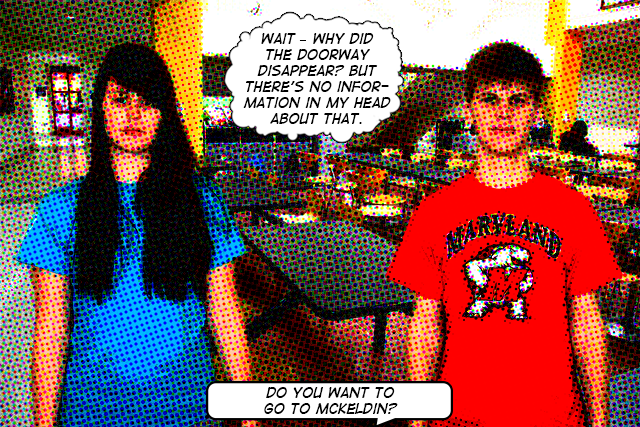 WAIT - WHY DID
THE DOORWAY
DISAPPEAR? BUT
THERE'S NO INFOR-
MATION IN MY HEAD
ABOUT THAT.
MARYLAND
M
DO YOU WANT TO
GO TO MCKELDIN?